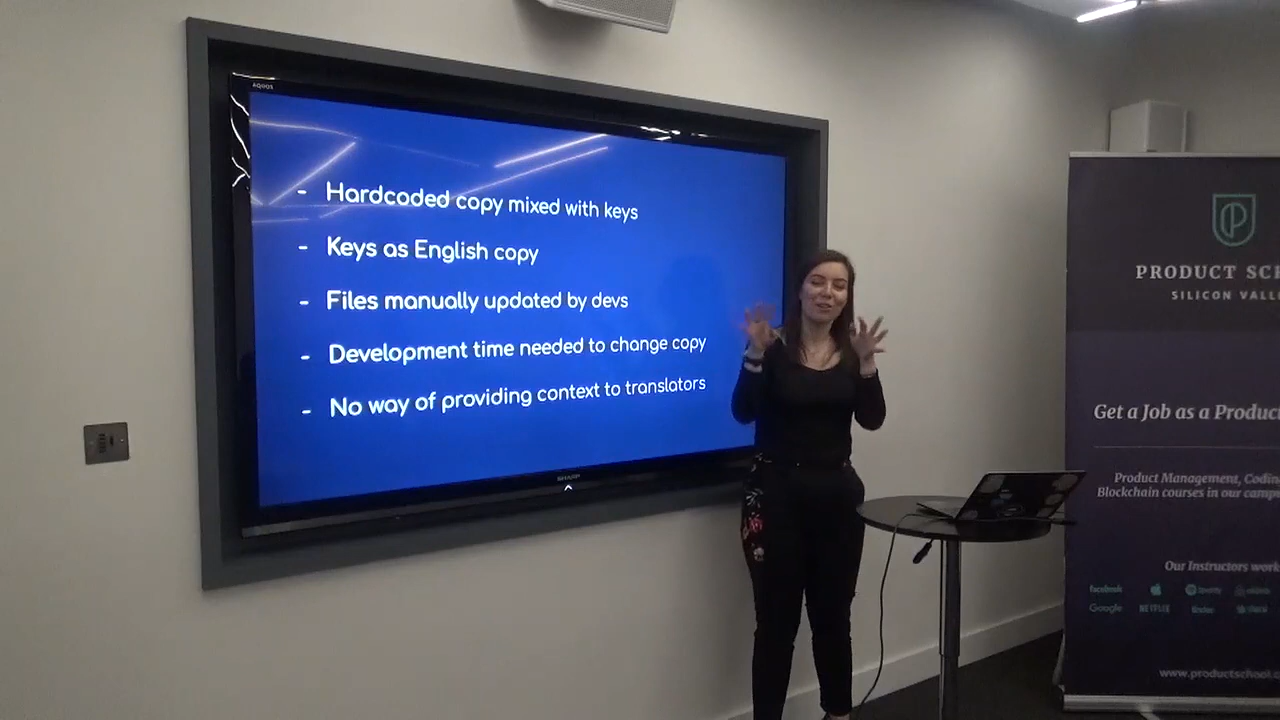 AQUOS
- Hardcoded copy mixed with keys
- Keys as English copy
- Files manually updated by devs
- Development time needed to change copy
- No way of providing context to translators
SHARP
PRODUCT SCH
SILICON VALLE
Get a Job as a Produc
Product Management, Codin
Blockchain courses in our camp
Our Instructors work
facebook
Spotify
Google NETFLIX
www.productschool.c